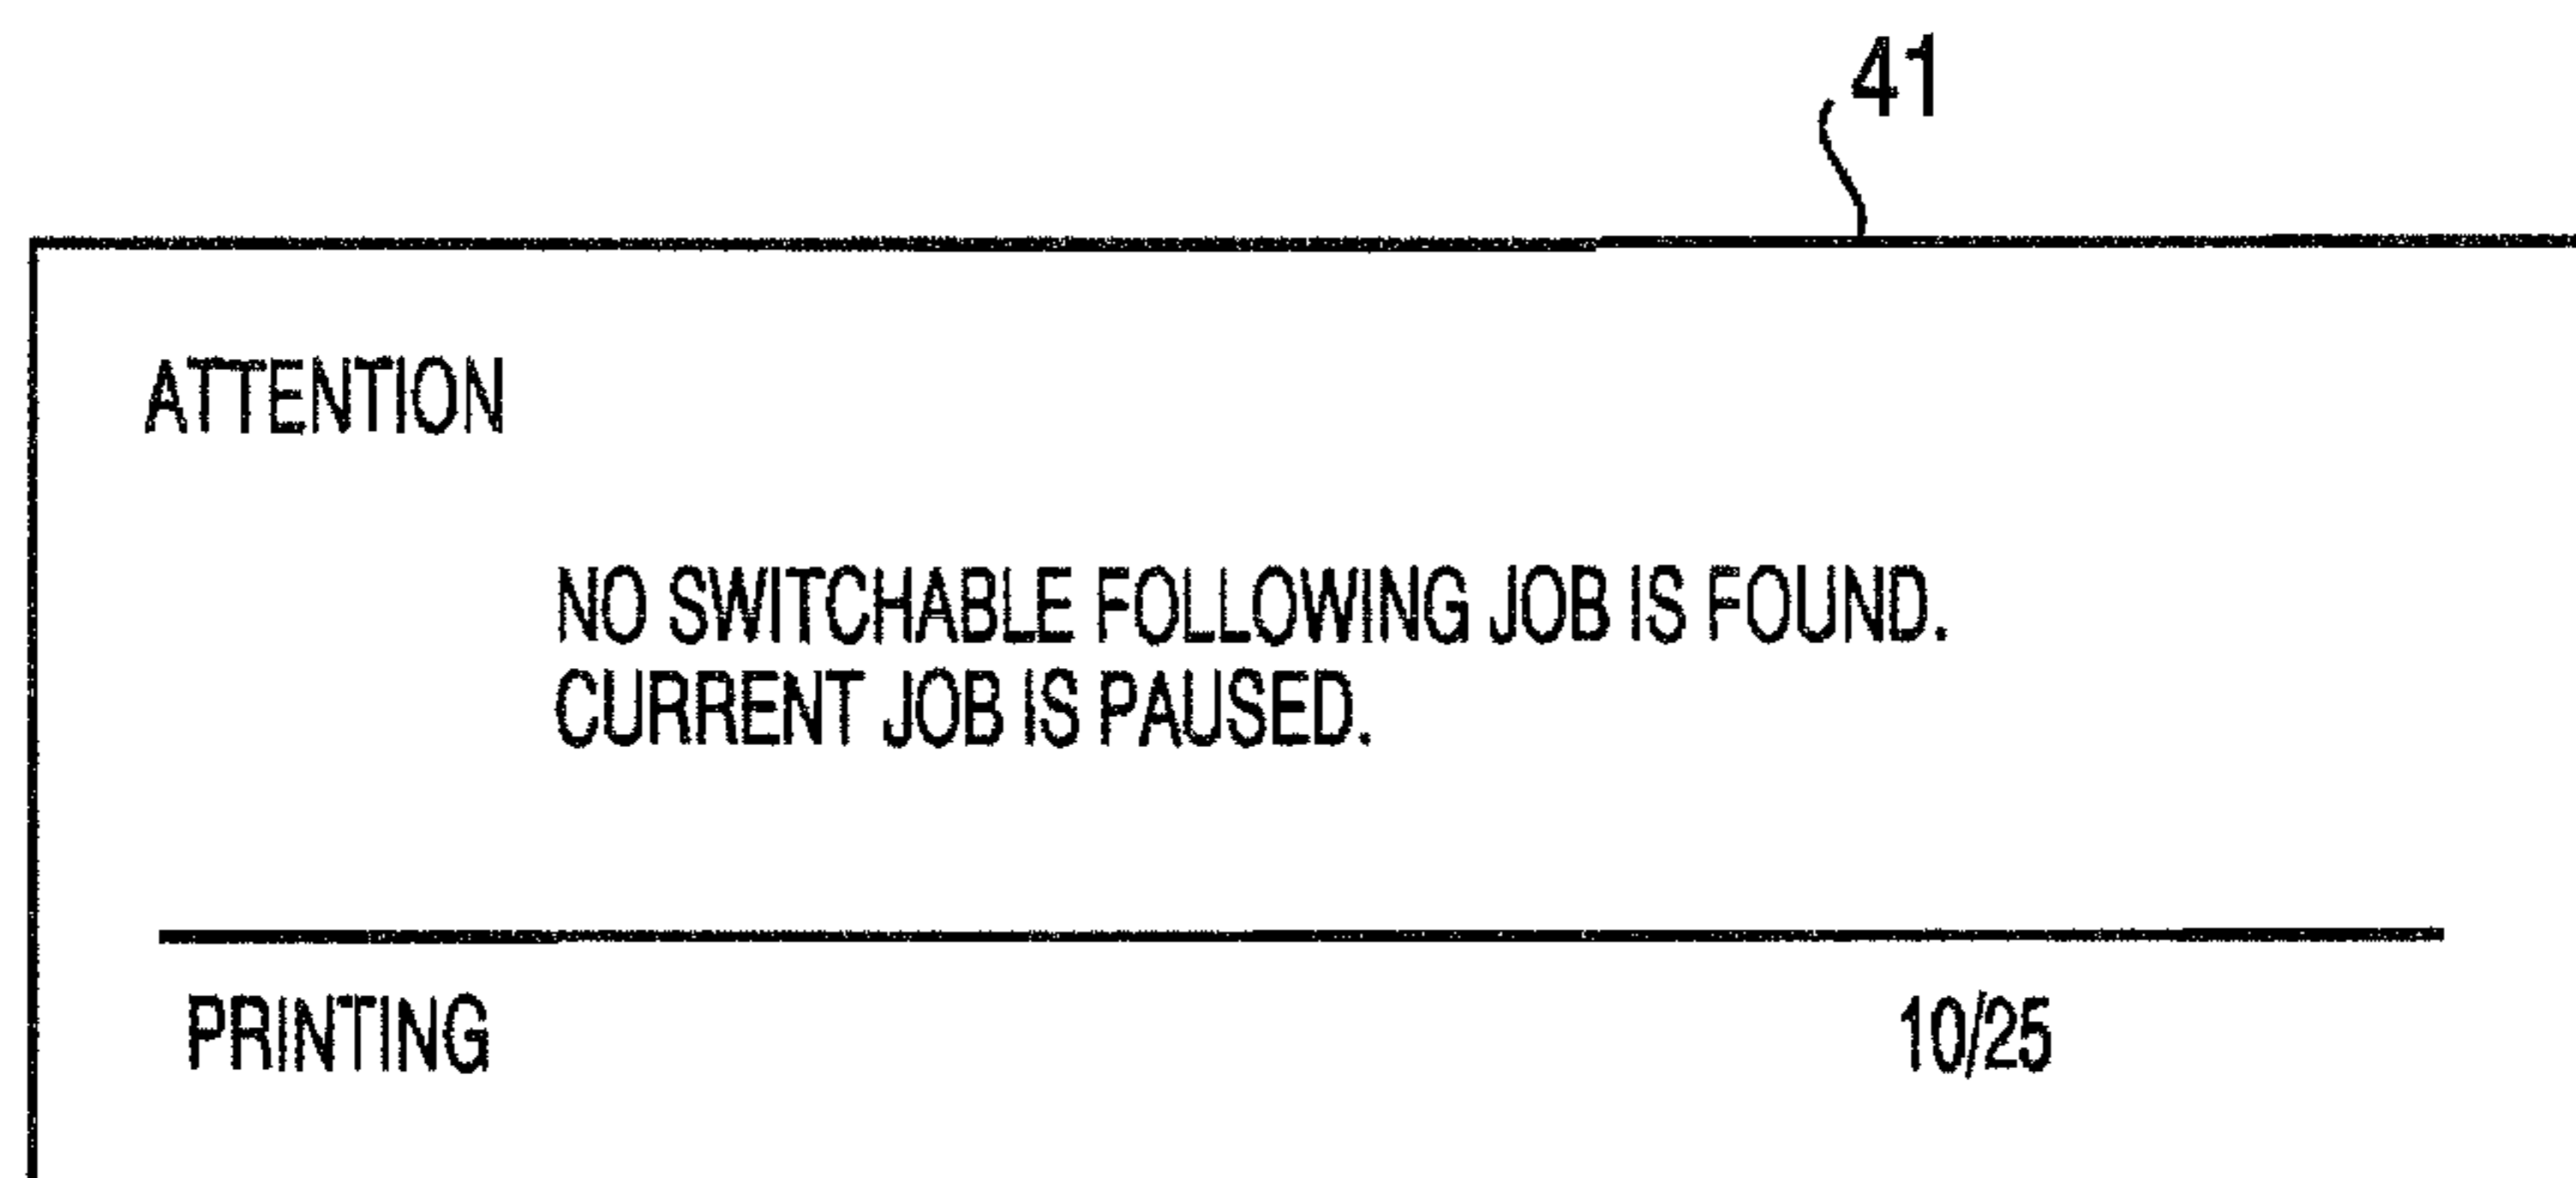 41
ATTENTION
NO SWITCHABLE FOLLOWING JOB IS FOUND.
CURRENT JOB IS PAUSED.
PRINTING 10/25